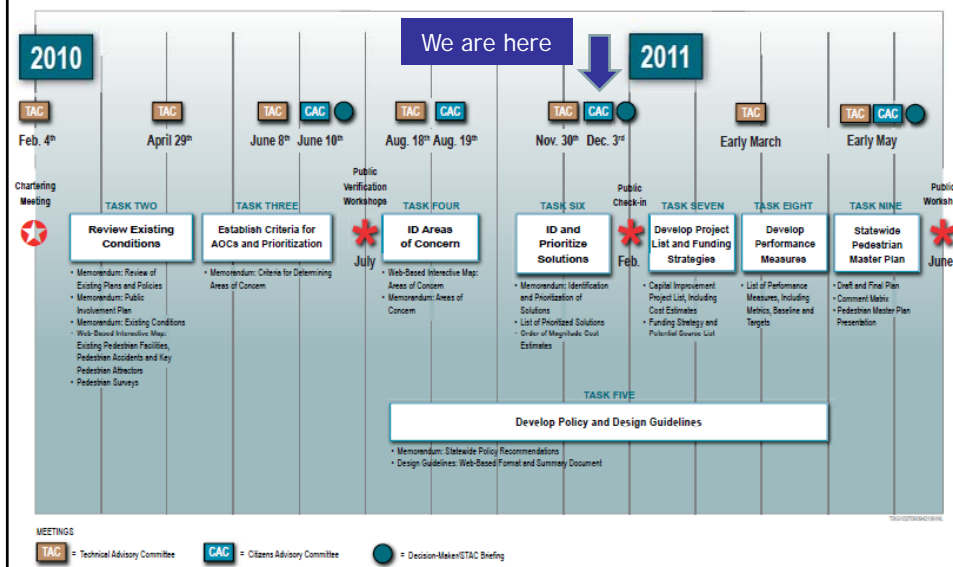 We are here
2010
2011
TAC
TAC
TAC CAC
TAC CAC
TAC CAC
TAC
TAC CAC
Feb. 4th
April 29th
June 8th June 10th
Aug. 18th Aug. 19th
Nov. 30th Dec. 3rd
Early March
Early May
Chartering
Meeting
Public
Verification
Workshops
July
Public
Check-in
Feb.
Public
June
TASK TWO
Review Existing
Conditions
• Memorandum: Review of
Existing Plans and Policies
• Memorandum: Public
Involvement Plan
• Memorandum: Existing Conditions
• Web-Based Interactive Map:
Existing Pedestrian Facilities,
Pedestrian Accidents and Key
Pedestrian Attractors
• Pedestrian Surveys
TASK THREE
Establish Criteria for
AOCs and Prioritization
• Memorandum: Criteria for Determining
Areas of Concern
TASK FOUR
ID Areas
of Concern
• Web-Based Interactive Map:
Areas of Concern
• Memorandum: Areas of
Concern
TASK SIX
ID and
Prioritize
Solutions
• Memorandum: Identification
and Prioritization of
Solutions
• List of Prioritized Solutions
• Order of Magnitude Cost
Estimates
TASK SEVEN
Develop Project
List and Funding
Strategies
• Capital Improvement
Project List, Including
Cost Estimates
• Funding Strategy and
Potential Source List
TASK EIGHT
Develop
Performance
Measures
• List of Performance
Measures, Including
Metrics, Baseline and
Targets
TASK NINE
Statewide
Pedestrian
Master Plan
• Draft and Final Plan
• Comment Matrix
• Pedestrian Master Plan
Presentation
TASK FIVE
Develop Policy and Design Guidelines
• Memorandum: Statewide Policy Recommendations
• Design Guidelines: Web-Based Format and Summary Document
MEETINGS
TAC = Technical Advisory Committee
CAC = Citizens Advisory Committee
= Decision-Maker/STAC Briefing